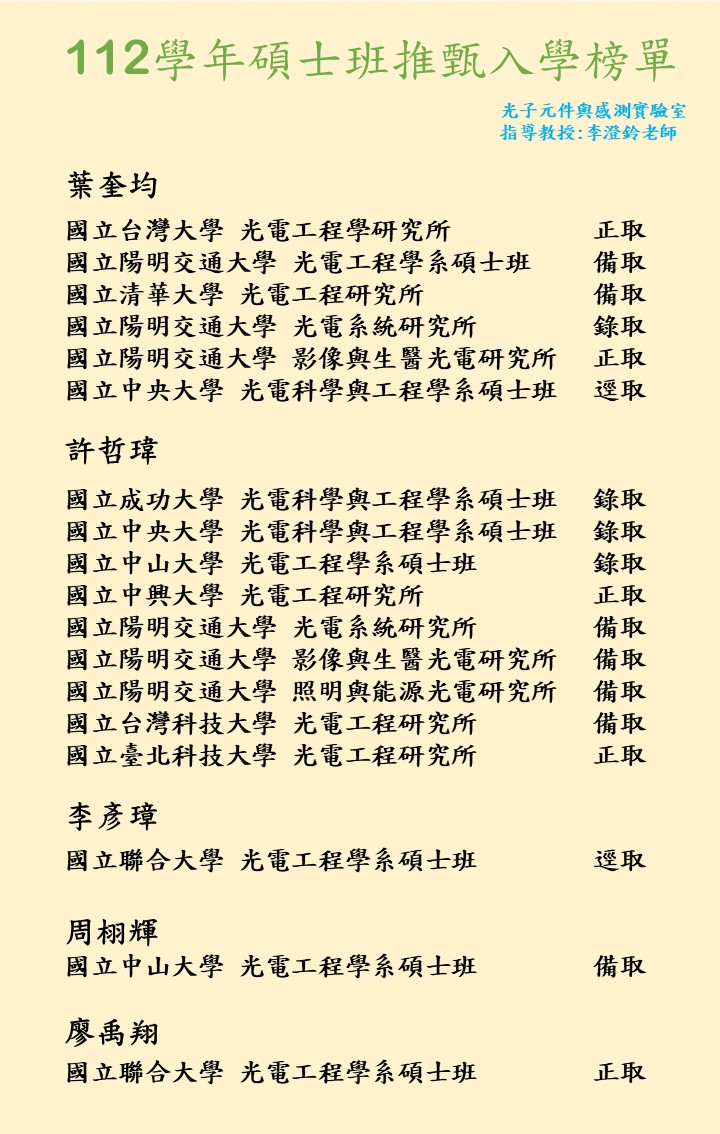 112學年碩士班推甄入學榜單
光子元件與感測實驗室
指導教授:李澄鈴老師
葉奎均
國立台灣大學 光電工程學研究所 正取
國立陽明交通大學 光電工程學系碩士班 備取
國立清華大學 光電工程研究所 備取
國立陽明交通大學 光電系統研究所 錄取
國立陽明交通大學 影像與生醫光電研究所 正取
國立中央大學 光電科學與工程學系碩士班 逕取
許哲瑋
國立成功大學 光電科學與工程學系碩士班 錄取
國立中央大學 光電科學與工程學系碩士班 錄取
國立中山大學 光電工程學系碩士班 錄取
國立中興大學 光電工程研究所 正取
國立陽明交通大學 光電系統研究所 備取
國立陽明交通大學 影像與生醫光電研究所 備取
國立陽明交通大學 照明與能源光電研究所 備取
國立台灣科技大學 光電工程研究所 備取
國立臺北科技大學 光電工程研究所 正取
李彥璋
國立聯合大學 光電工程學系碩士班 逕取
周栩輝
國立中山大學 光電工程學系碩士班 備取
廖禹翔
國立聯合大學 光電工程學系碩士班 正取